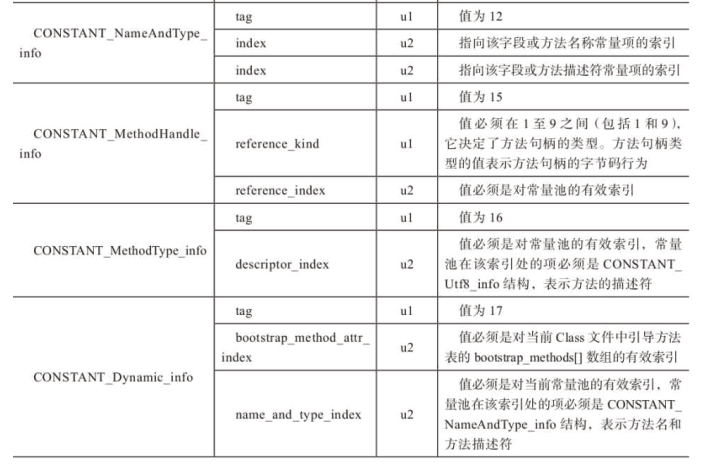 CONSTANT_NameAndType_
info
tag
u1
值为 12
index
u2
指向该字段或方法名称常量项的索引
index
u2
指向该字段或方法描述符常量项的索引
CONSTANT_MethodHandle_
info
tag
u1
值为 15
reference_kind
u1
值必须在 1 至 9 之间（包括 1 和 9），
它决定了方法句柄的类型。方法句柄类
型的值表示方法句柄的字节码行为
reference_index
u2
值必须是对常量池的有效索引
CONSTANT_MethodType_info
tag
u1
值为 16
descriptor_index
u2
值必须是对常量池的有效索引，常量
池在该索引处的项必须是 CONSTANT_
Utf8_info 结构，表示方法的描述符
CONSTANT_Dynamic_info
tag
u1
值为 17
bootstrap_method_attr_
index
u2
值必须是对当前 Class 文件中引导方法
表的 bootstrap_methods[] 数组的有效索引
name_and_type_index
u2
值必须是对当前常量池的有效索引，常
量池在该索引处的项必须是 CONSTANT_
NameAndType_info 结构，表示方法名和
方法描述符